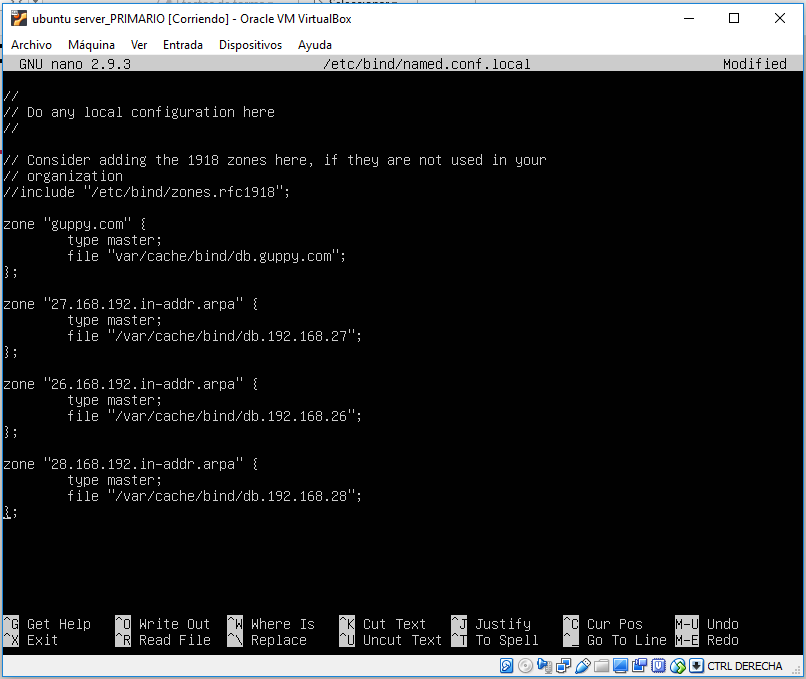 ubuntu server_PRIMARIO [Corriendo] - Oracle VM VirtualBox
Archivo Máquina Ver Entrada Dispositivos Ayuda
GNU nano 2.9.3 /etc/bind/named.conf.local Modified
//
// Do any local configuration here
//
// Consider adding the 1918 zones here, if they are not used in your
// organization
//include "/etc/bind/zones.rfc1918";
zone "guppy.com" {
type master;
file "var/cache/bind/db.guppy.com";
};
zone "27.168.192.in-addr.arpa" {
type master;
file "/var/cache/bind/db.192.168.27";
};
zone "26.168.192.in-addr.arpa" {
type master;
file "/var/cache/bind/db.192.168.26";
};
zone "28.168.192.in-addr.arpa" {
type master;
file "/var/cache/bind/db.192.168.28";
};
^G Get Help ^O Write Out ^W Where Is ^K Cut Text ^J Justify ^C Cur Pos M-U Undo
^X Exit ^R Read File ^\ Replace ^U Uncut Text ^T To Spell ^_ Go To Line M-E Redo
CTRL DERECHA